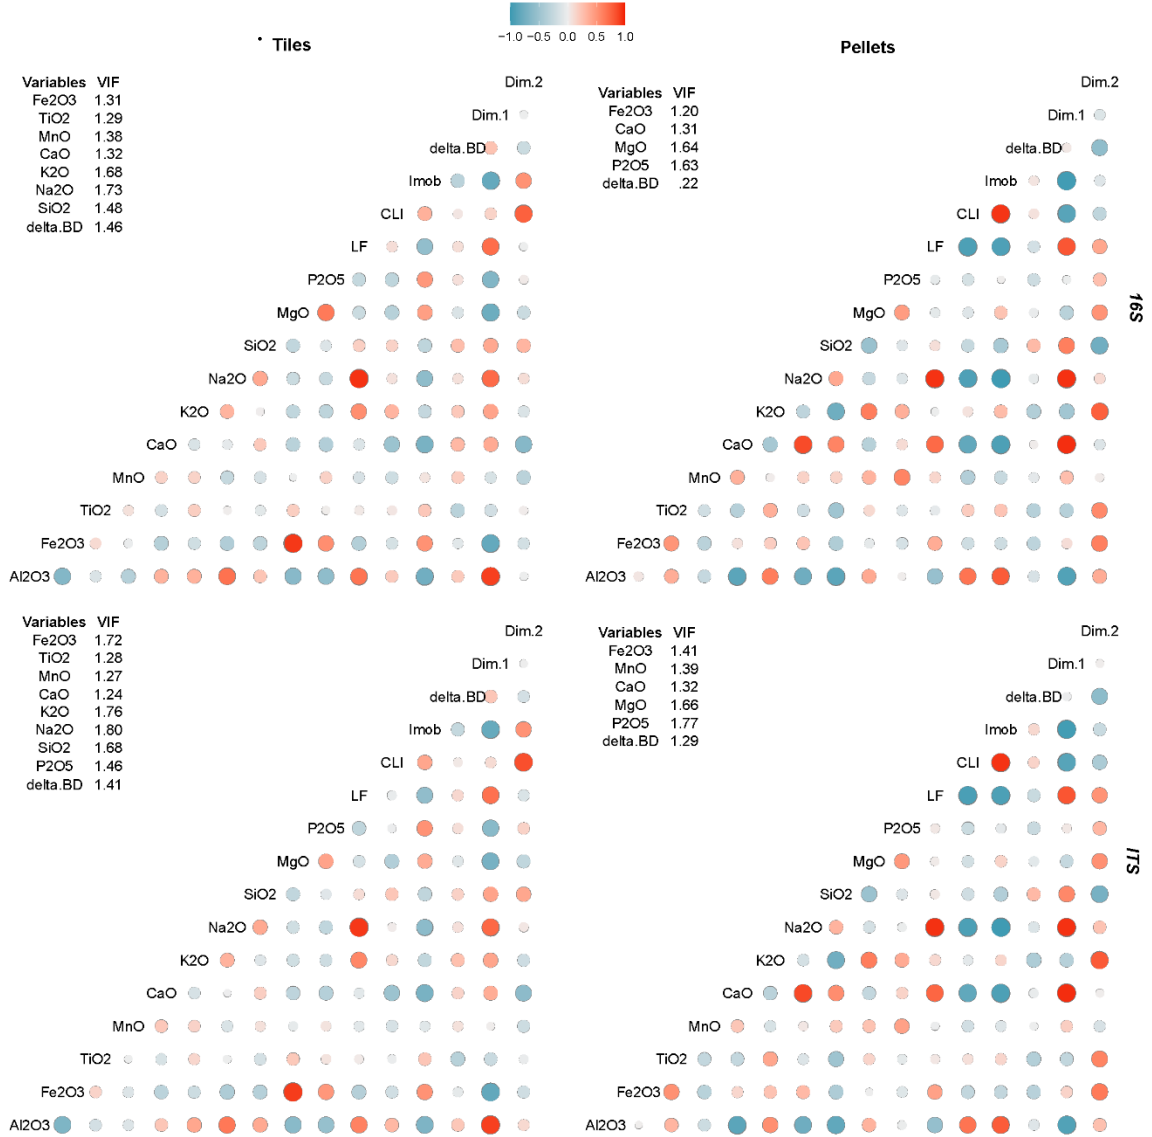 −1.0 −0.5 0.0 0.5 1.0
Tiles
Pellets
Variables VIF
Fe2O3 1.31
TiO2 1.29
MnO 1.38
CaO 1.32
K2O 1.68
Na2O 1.73
SiO2 1.48
delta.BD 1.46
Dim.2
Dim.1
delta.BD
Imob
CLI
LF
P2O5
MgO
SiO2
Na2O
K2O
CaO
MnO
TiO2
Fe2O3
Al2O3
Variables VIF
Fe2O3 1.20
CaO 1.31
MgO 1.64
P2O5 1.63
delta.BD .22
Dim.2
Dim.1
delta.BD
Imob
CLI
LF
P2O5
MgO
SiO2
Na2O
K2O
CaO
MnO
TiO2
Fe2O3
Al2O3
16S
Variables VIF
Fe2O3 1.72
TiO2 1.28
MnO 1.27
CaO 1.24
K2O 1.76
Na2O 1.80
SiO2 1.68
P2O5 1.46
delta.BD 1.41
Dim.2
Dim.1
delta.BD
Imob
CLI
LF
P2O5
MgO
SiO2
Na2O
K2O
CaO
MnO
TiO2
Fe2O3
Al2O3
Variables VIF
Fe2O3 1.41
MnO 1.39
CaO 1.32
MgO 1.66
P2O5 1.77
delta.BD 1.29
Dim.2
Dim.1
delta.BD
Imob
CLI
LF
P2O5
MgO
SiO2
Na2O
K2O
CaO
MnO
TiO2
Fe2O3
Al2O3
ITS